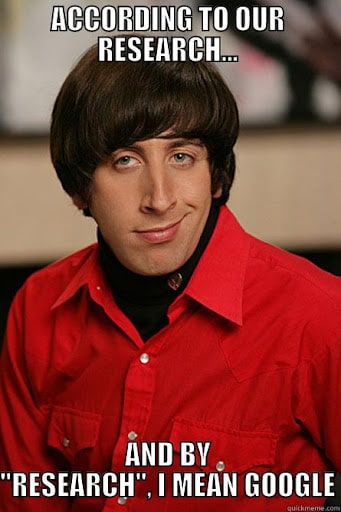 ACCORDING TO OUR
RESEARCH...
AND BY
"RESEARCH", I MEAN GOOGLE
quickmeme.com